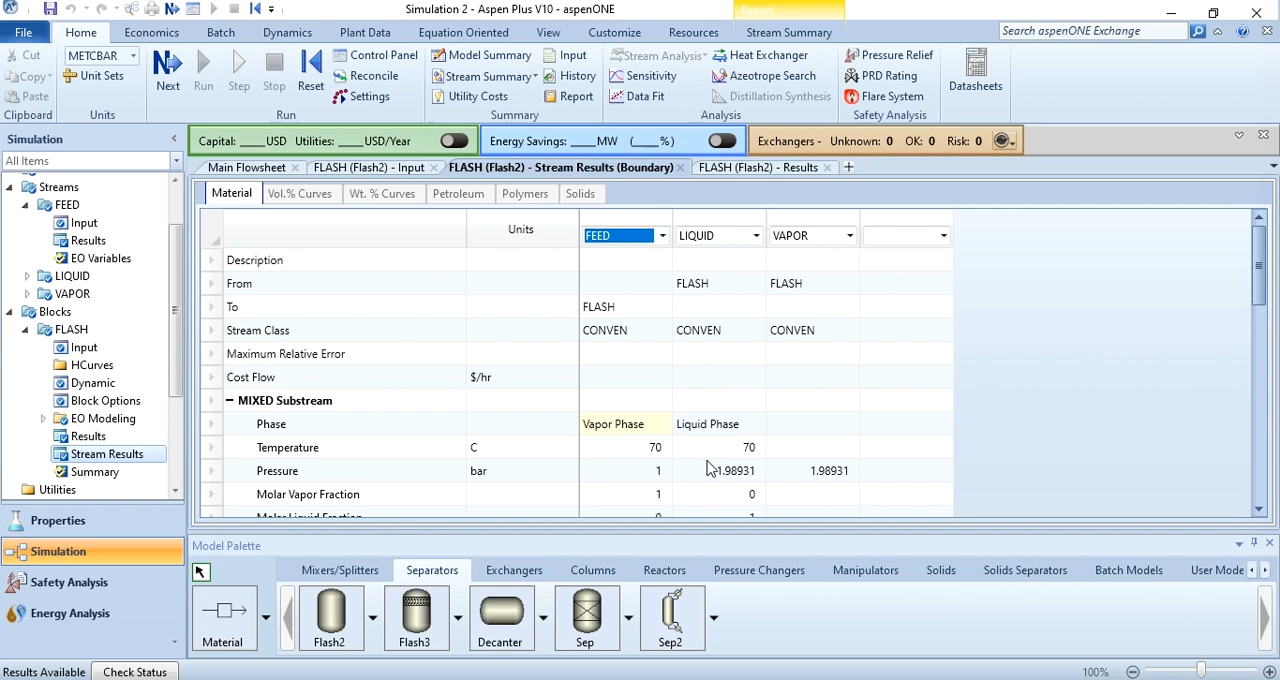 Simulation 2 - Aspen Plus V10 - aspenONE
Report
File Home Economics Batch Dynamics Plant Data Equation Oriented View Customize Resources Stream Summary Search aspenONE Exchange
Cut METCBAR Next Run Step Stop Reset Control Panel Model Summary Input Stream Analysis Heat Exchanger Pressure Relief Datasheets
Copy Unit Sets Reconcile Stream Summary History Sensitivity Azeotrope Search PRD Rating
Paste Settings Utility Costs Report Data Fit Distillation Synthesis Flare System
Clipboard Units Run Summary Analysis Safety Analysis
Simulation
Capital: ____USD Utilities: ____USD/Year Energy Savings: ____MW (____%) Exchangers - Unknown: 0 OK: 0 Risk: 0
All Items
Main Flowsheet FLASH (Flash2) - Input FLASH (Flash2) - Stream Results (Boundary) FLASH (Flash2) - Results +
Streams
FEED
Input
Results
EO Variables
LIQUID
VAPOR
Blocks
FLASH
Input
HCurves
Dynamic
Block Options
EO Modeling
Results
Stream Results
Summary
Utilities
Properties
Simulation
Safety Analysis
Energy Analysis
Material Vol.% Curves Wt. % Curves Petroleum Polymers Solids
Units FEED LIQUID VAPOR
Description
From FLASH FLASH
To FLASH
Stream Class CONVEN CONVEN CONVEN
Maximum Relative Error
Cost Flow $/hr
MIXED Substream
Phase Vapor Phase Liquid Phase
Temperature C 70 70
Pressure bar 1 1.98931 1.98931
Molar Vapor Fraction 1 0
Molar Liquid Fraction 0 1
Model Palette
Mixers/Splitters Separators Exchangers Columns Reactors Pressure Changers Manipulators Solids Solids Separators Batch Models User Mode
Material Flash2 Flash3 Decanter Sep Sep2
Results Available Check Status 100%